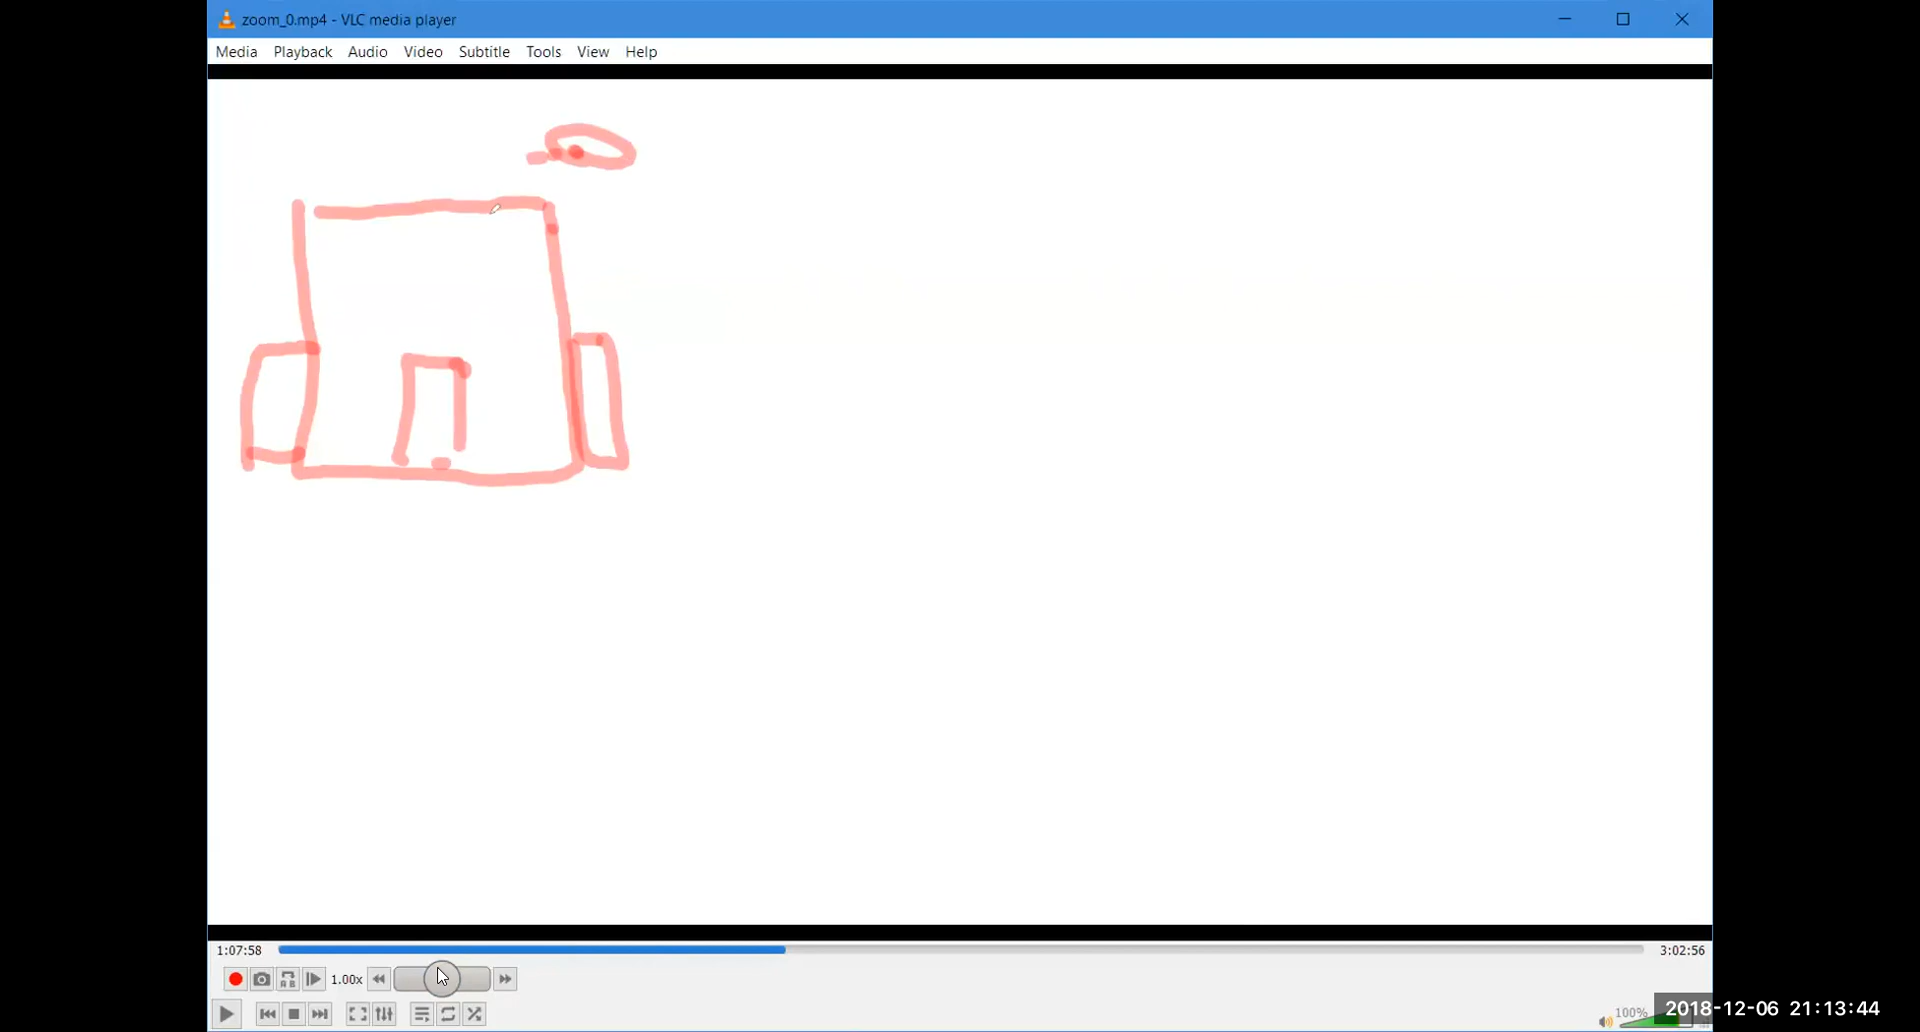 zoom_0.mp4 - VLC media player
Media Playback Audio Video Subtitle Tools View Help
1:07:58 3:02:56
1.00x
100%
2018-12-06 21:13:44